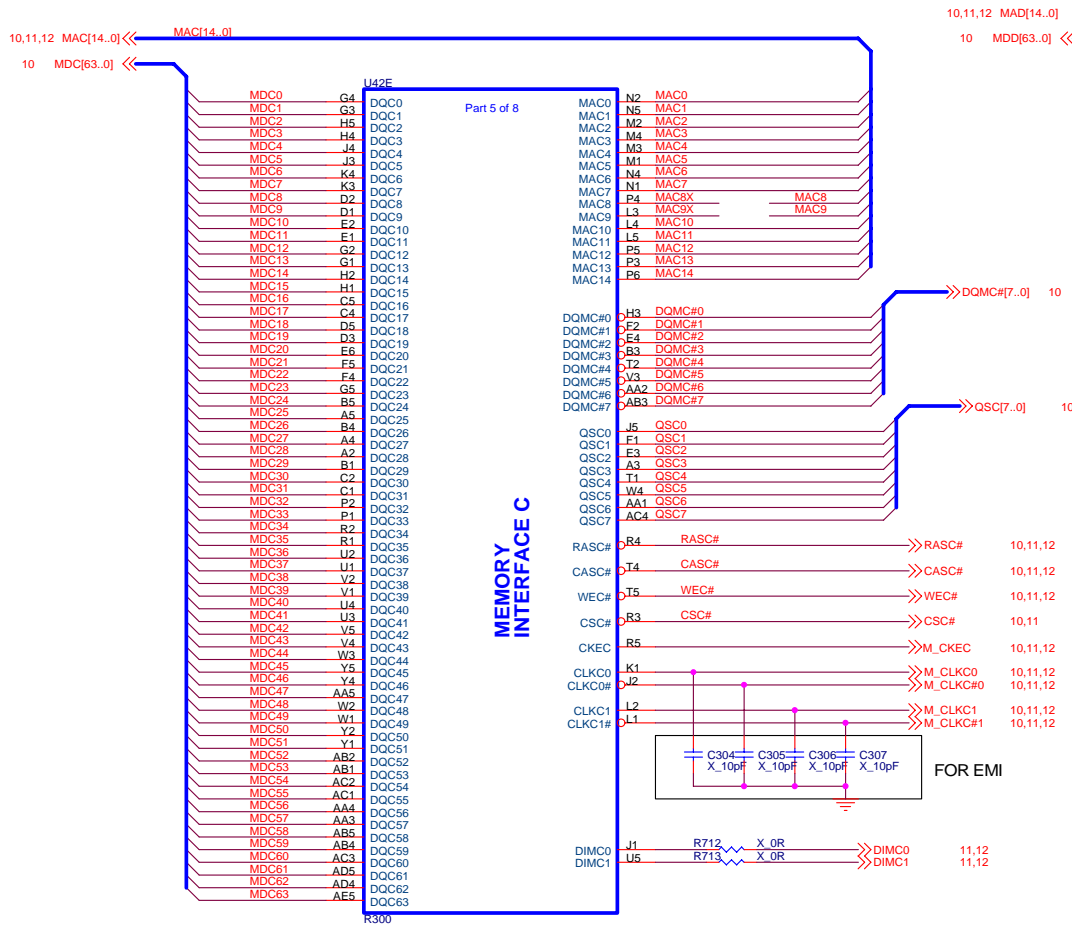 10,11,12 MAD[14..0]
10,11,12 MAC[14..0] MAC[14..0]
10 MDD[63..0]
10 MDC[63..0]
U42E
Part 5 of 8
MDC0 G4 DQC0 MAC0 N2 MAC0
MDC1 G3 DQC1 MAC1 N5 MAC1
MDC2 H5 DQC2 MAC2 M2 MAC2
MDC3 H4 DQC3 MAC3 M4 MAC3
MDC4 J4 DQC4 MAC4 M3 MAC4
MDC5 J3 DQC5 MAC5 M1 MAC5
MDC6 K4 DQC6 MAC6 N4 MAC6
MDC7 K3 DQC7 MAC7 N1 MAC7
MDC8 D2 DQC8 MAC8 P4 MAC8X MAC8
MDC9 D1 DQC9 MAC9 L3 MAC9X MAC9
MDC10 E2 DQC10 MAC10 L4 MAC10
MDC11 E1 DQC11 MAC11 L5 MAC11
MDC12 G2 DQC12 MAC12 P5 MAC12
MDC13 G1 DQC13 MAC13 P3 MAC13
MDC14 H2 DQC14 MAC14 P6 MAC14
MDC15 H1 DQC15
MDC16 C5 DQC16
MDC17 C4 DQC17 DQMC#0 H3 DQMC#0 DQMC#[7..0] 10
MDC18 D5 DQC18 DQMC#1 F2 DQMC#1
MDC19 D3 DQC19 DQMC#2 E4 DQMC#2
MDC20 E6 DQC20 DQMC#3 B3 DQMC#3
MDC21 F5 DQC21 DQMC#4 T2 DQMC#4
MDC22 F4 DQC22 DQMC#5 V3 DQMC#5
MDC23 G5 DQC23 DQMC#6 AA2 DQMC#6
MDC24 B5 DQC24 DQMC#7 AB3 DQMC#7
MDC25 A5 DQC25 QSC[7..0] 10
MDC26 B4 DQC26 QSC0 J5 QSC0
MDC27 A4 DQC27 QSC1 F1 QSC1
MDC28 A2 DQC28 QSC2 E3 QSC2
MDC29 B1 DQC29 QSC3 A3 QSC3
MDC30 C2 DQC30 QSC4 T1 QSC4
MDC31 C1 DQC31 QSC5 W4 QSC5
MDC32 P2 DQC32 QSC6 AA1 QSC6
MDC33 P1 DQC33 QSC7 AC4 QSC7
MDC34 R2 DQC34
MDC35 R1 DQC35 RASC# R4 RASC# RASC# 10,11,12
MDC36 U2 DQC36
MDC37 U1 DQC37 CASC# T4 CASC# CASC# 10,11,12
MDC38 V2 DQC38
MDC39 V1 DQC39 WEC# T5 WEC# WEC# 10,11,12
MDC40 U4 DQC40
MDC41 U3 DQC41 CSC# R3 CSC# CSC# 10,11
MDC42 V5 DQC42
MDC43 V4 DQC43 CKEC R5 M_CKEC 10,11,12
MDC44 W3 DQC44
MDC45 Y5 DQC45 CLKC0 K1 M_CLKC0 10,11,12
MDC46 Y4 DQC46 CLKC0# J2 M_CLKC#0 10,11,12
MDC47 AA5 DQC47
MDC48 W2 DQC48 CLKC1 L2 M_CLKC1 10,11,12
MDC49 W1 DQC49 CLKC1# L1 M_CLKC#1 10,11,12
MDC50 Y2 DQC50
MDC51 Y1 DQC51
MDC52 AB2 DQC52
MDC53 AB1 DQC53
MDC54 AC2 DQC54
MDC55 AC1 DQC55
MDC56 AA4 DQC56
MDC57 AA3 DQC57
MDC58 AB5 DQC58
MDC59 AB4 DQC59
MDC60 AC3 DQC60
MDC61 AD5 DQC61
MDC62 AD4 DQC62
MDC63 AE5 DQC63
MEMORY
INTERFACE C
C304 C305 C306 C307
X_10pF X_10pF X_10pF X_10pF
FOR EMI
DIMC0 J1 R712 X_0R DIMC0 11,12
DIMC1 U5 R713 X_0R DIMC1 11,12
R300